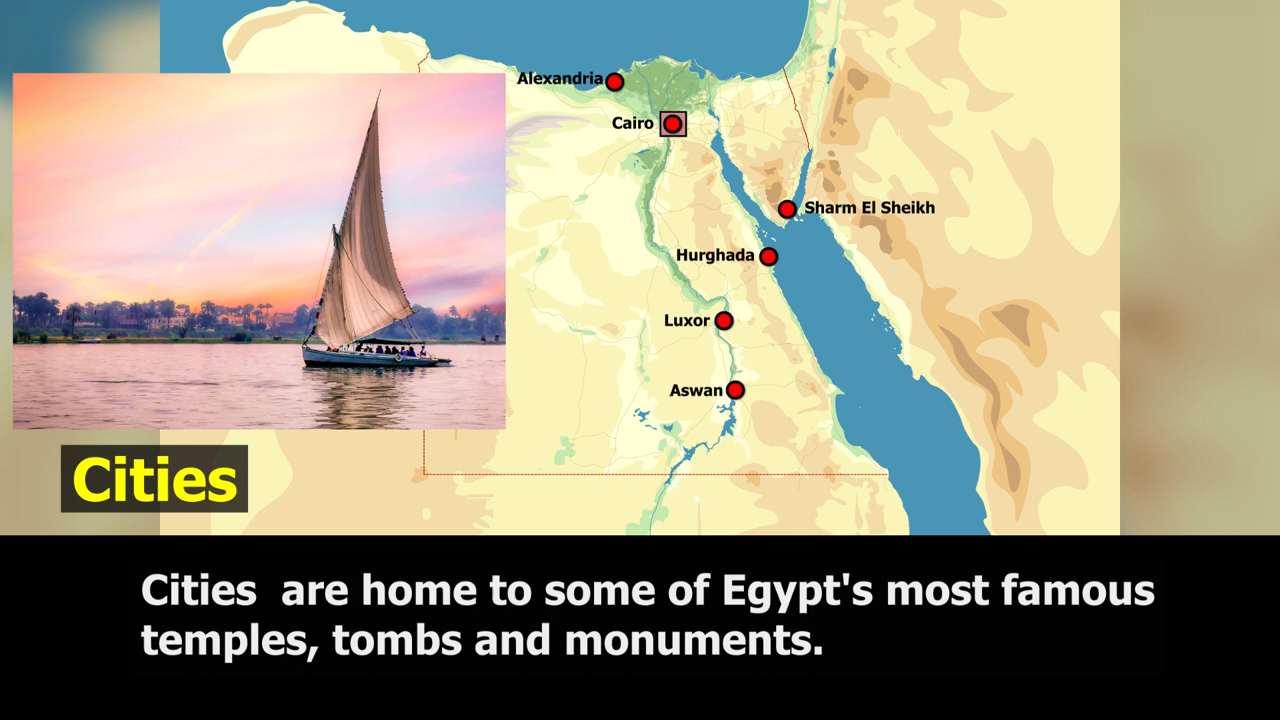 Alexandria
Cairo
Sharm El Sheikh
Hurghada
Luxor
Aswan
Cities
Cities  are home to some of Egypt's most famous
temples, tombs and monuments.